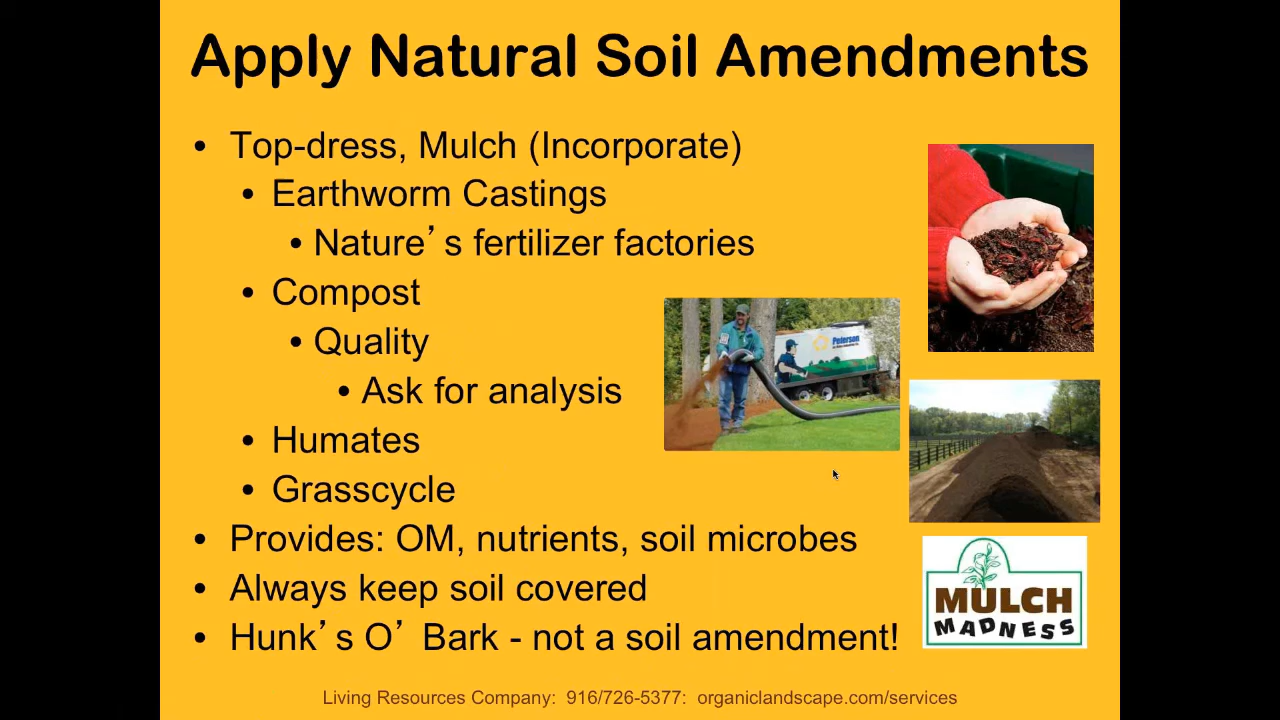 Apply Natural Soil Amendments
• Top-dress, Mulch (Incorporate)
• Earthworm Castings
• Nature’s fertilizer factories
• Compost
• Quality
• Ask for analysis
• Humates
• Grasscycle
• Provides: OM, nutrients, soil microbes
• Always keep soil covered
• Hunk’s O’ Bark - not a soil amendment!
Peterson
MULCH
MADNESS
Living Resources Company: 916/726-5377: organiclandscape.com/services